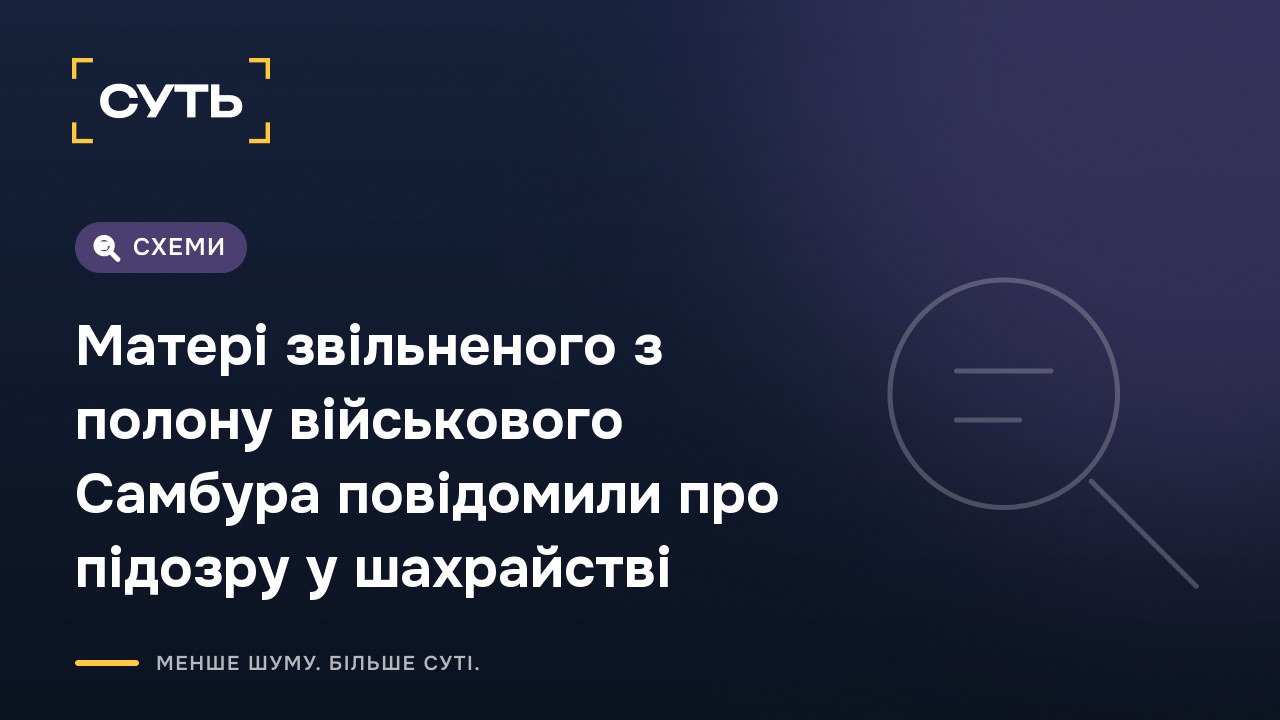 СУТЬ
СХЕМИ
Матері звільненого з
полону військового
Самбура повідомили про
підозру у шахрайстві
МЕНШЕ ШУМУ. БІЛЬШЕ СУТІ.